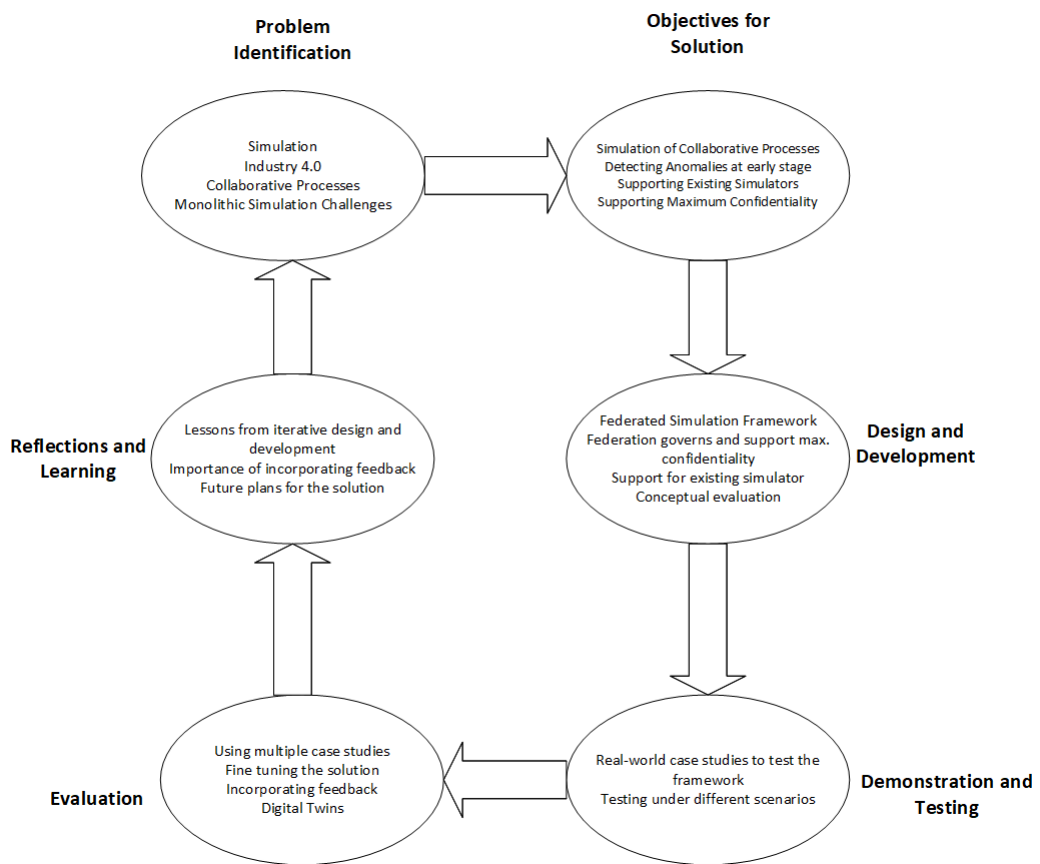 Problem
Identification
Objectives for
Solution
Simulation
Industry 4.0
Collaborative Processes
Monolithic Simulation Challenges
Simulation of Collaborative Processes
Detecting Anomalies at early stage
Supporting Existing Simulators
Supporting Maximum Confidentiality
Reflections and
Learning
Lessons from iterative design and
development
Importance of incorporating feedback
Future plans for the solution
Federated Simulation Framework
Federation governs and support max.
confidentiality
Support for existing simulator
Conceptual evaluation
Design and
Development
Evaluation
Using multiple case studies
Fine tuning the solution
Incorporating feedback
Digital Twins
Real-world case studies to test the
framework
Testing under different scenarios
Demonstration and
Testing